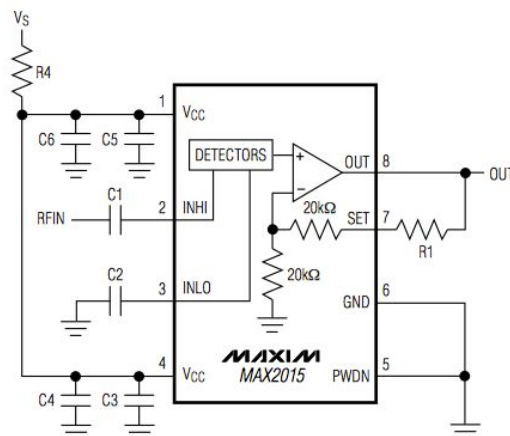 VS
R4
1
VCC
C6
C5
DETECTORS
OUT
8
OUT
C1
RFIN
2
INHI
20kΩ
SET
7
R1
C2
20kΩ
3
INLO
GND
6
MAXIM
MAX2015
4
VCC
PWDN
5
C4
C3